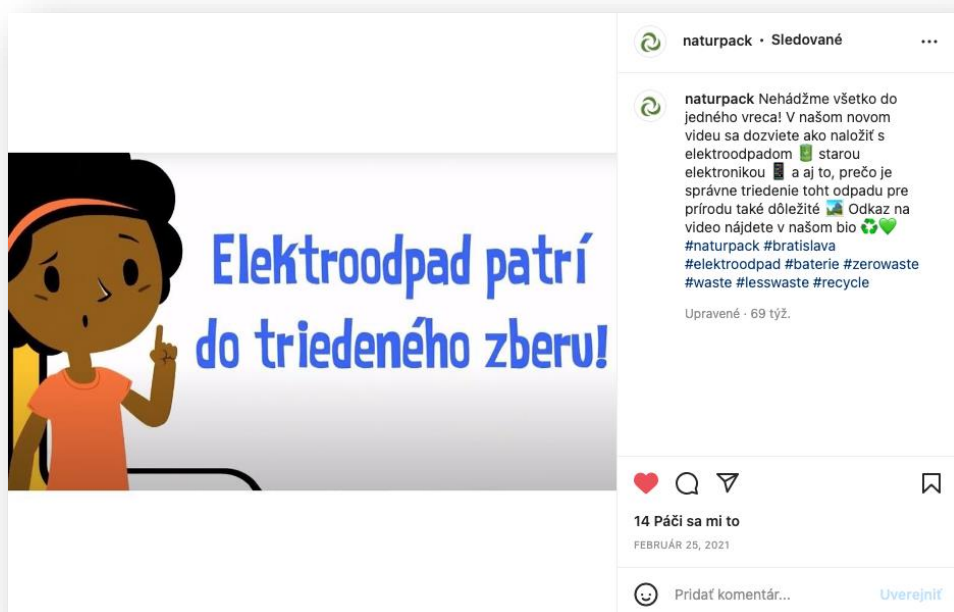 Elektroodpad patrí
do triedeného zberu!
naturpack • Sledované
naturpack Nehádžme všetko do
jedného vreca! V našom novom
videu sa dozviete ako naložiť s
elektroodpadom starou
elektronikou a aj to, prečo je
správne triedenie toht odpadu pre
prírodu také dôležité Odkaz na
video nájdete v našom bio
#naturpack #bratislava
#elektroodpad #baterie #zerowaste
#waste #lesswaste #recycle
Upravené · 69 týž.
14 Páči sa mi to
FEBRUÁR 25, 2021
Pridať komentár...
Uverejniť